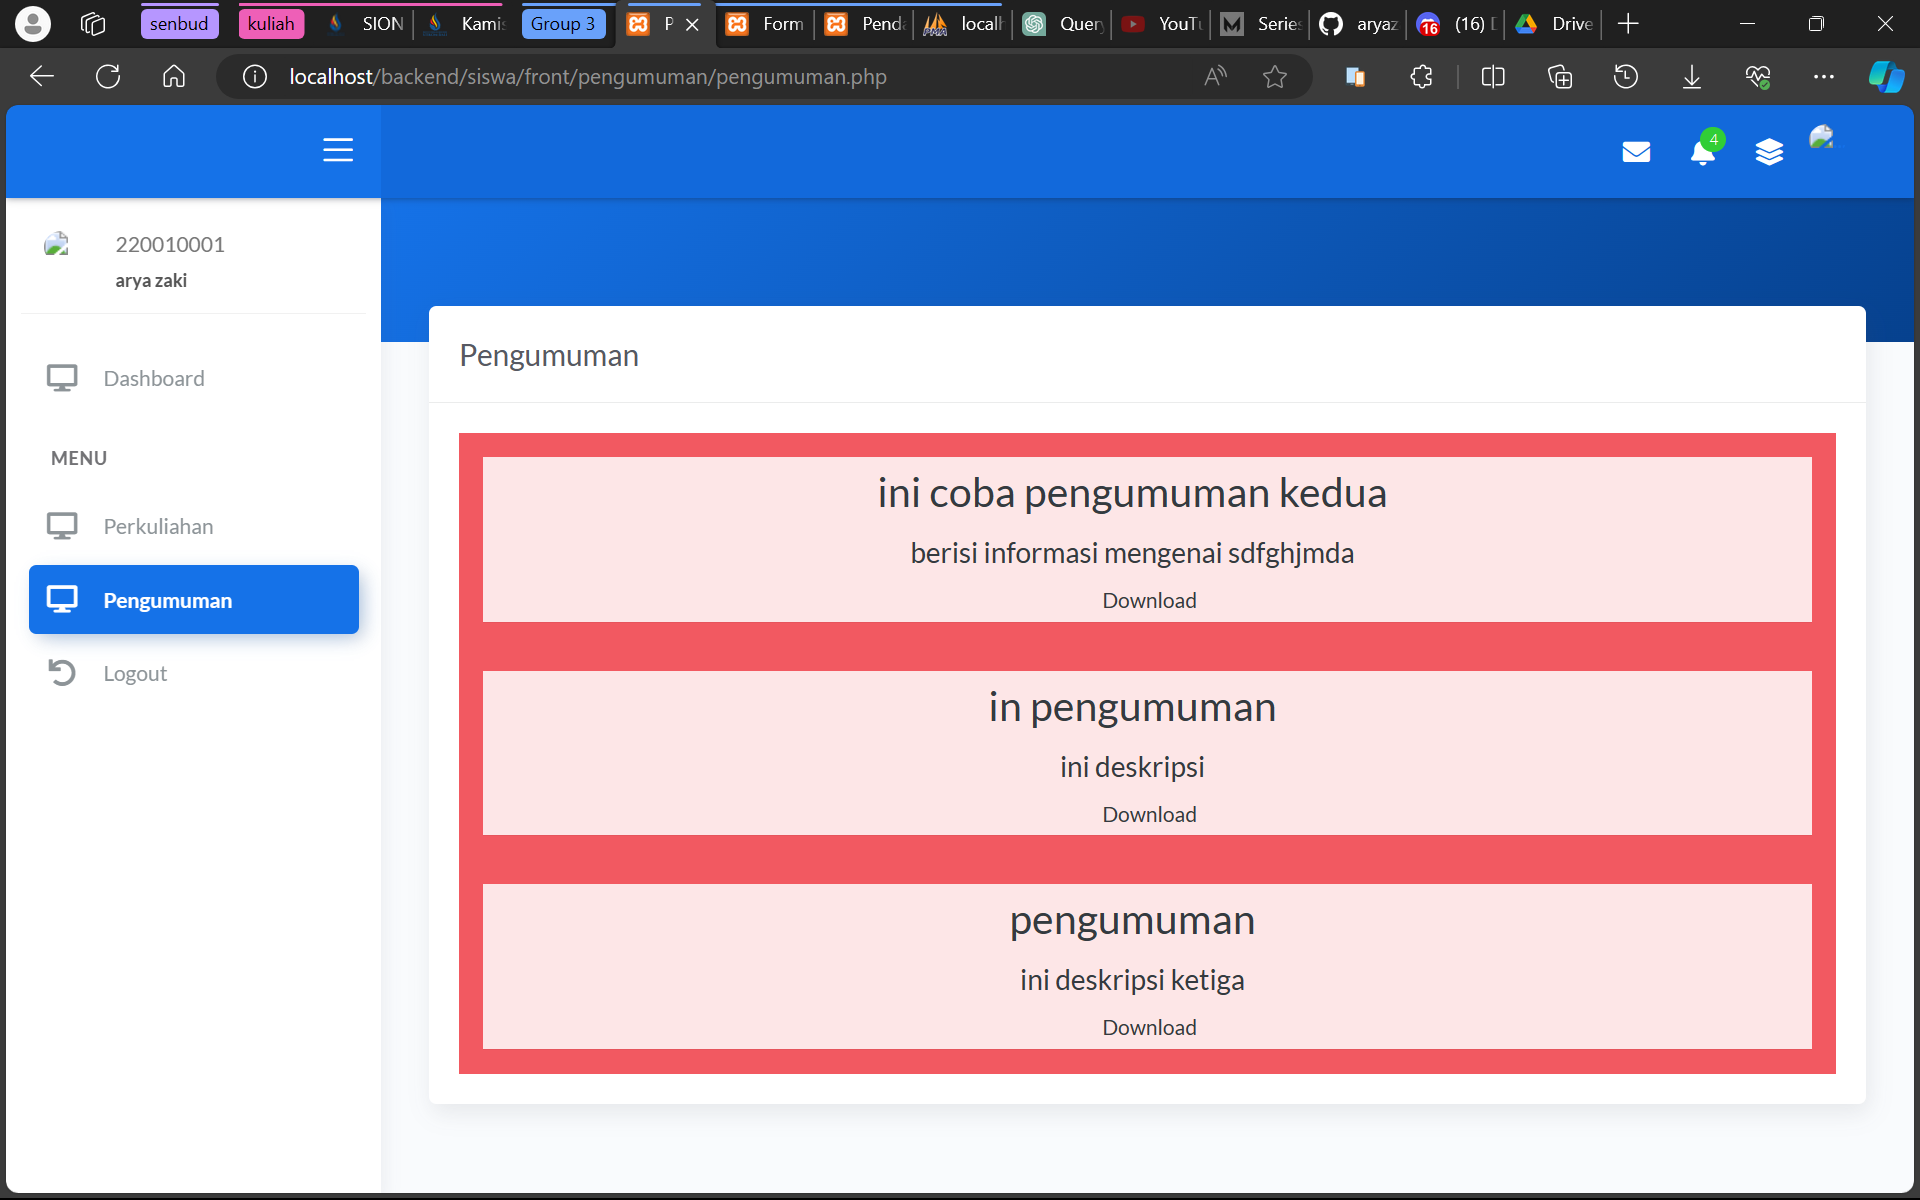 senbud
kuliah
SION
Kamis
Group 3
P
Form
Penda
localh
Query
YouTu
Series
aryaz
(16) D
Drive
localhost/backend/siswa/front/pengumuman/pengumuman.php
4
220010001
arya zaki
Dashboard
MENU
Perkuliahan
Pengumuman
Logout
Pengumuman
ini coba pengumuman kedua
berisi informasi mengenai sdfghjmda
Download
in pengumuman
ini deskripsi
Download
pengumuman
ini deskripsi ketiga
Download